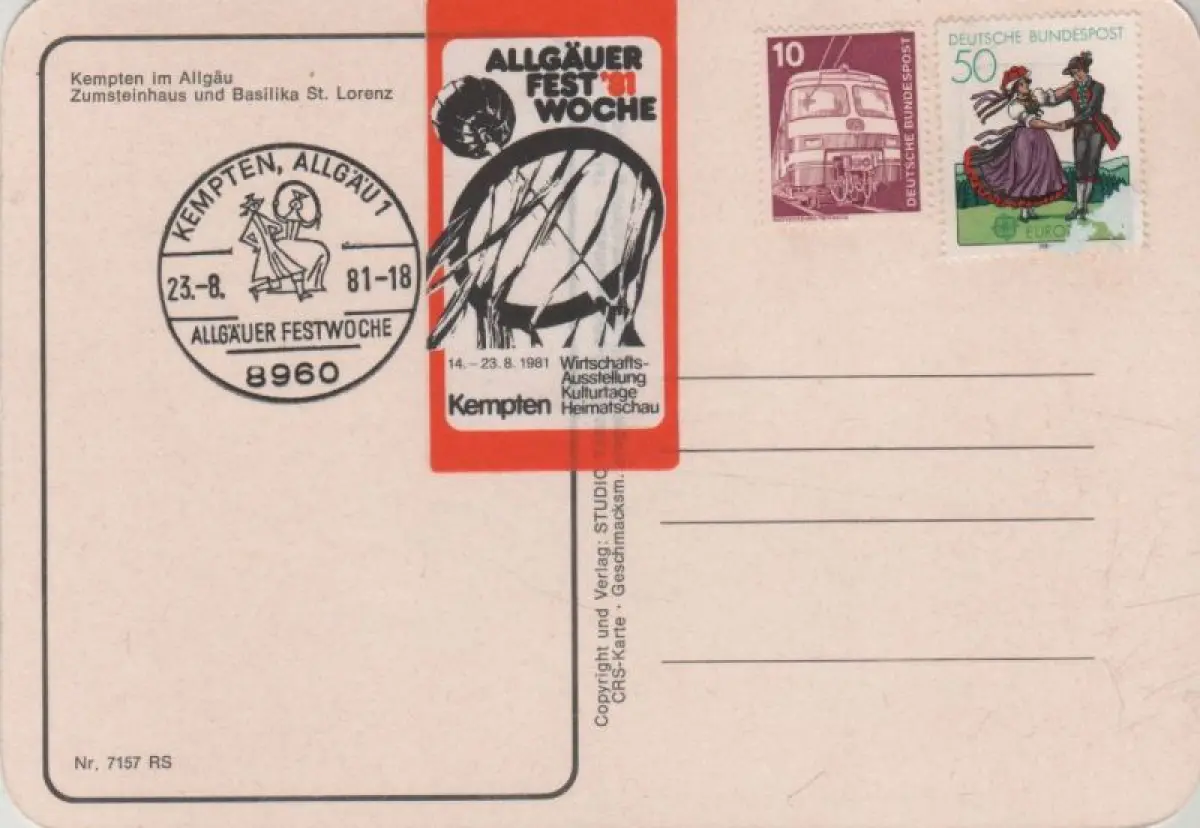 Kempten im Allgäu
Zumsteinhaus und Basilika St. Lorenz
KEMPTEN, ALLGÄU 1
23.-8. 81-18
ALLGÄUER FESTWOCHE
8960
ALLGÄUER
FEST '81
WOCHE
14. – 23. 8. 1981
Kempten
Wirtschafts-
Ausstellung
Kulturtage
Heimatschau
10
DEUTSCHE BUNDESPOST
DEUTSCHE BUNDESPOST
50
EURO
Copyright und Verlag: STUDIO
CRS-Karte · Geschmacksm.
Nr. 7157 RS